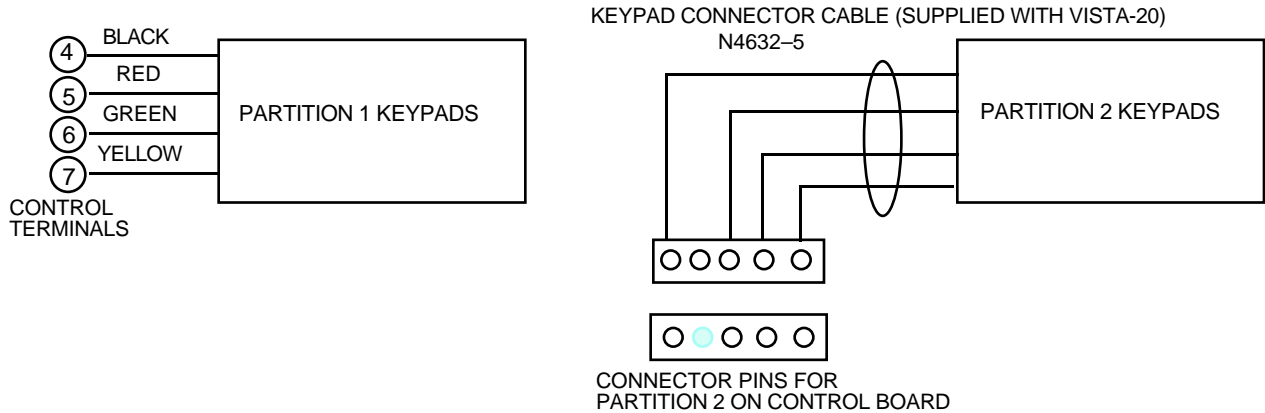 KEYPAD CONNECTOR CABLE (SUPPLIED WITH VISTA-20)
N4632–5
4 BLACK
5 RED
6 GREEN
7 YELLOW
PARTITION 1 KEYPADS
CONTROL
TERMINALS
PARTITION 2 KEYPADS
CONNECTOR PINS FOR
PARTITION 2 ON CONTROL BOARD